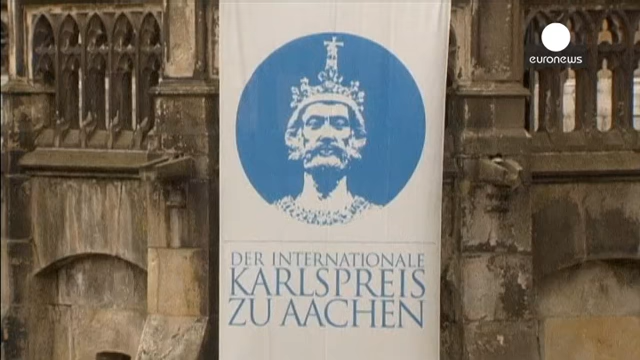 euronews
DER INTERNATIONALE
KARLSPREIS
ZU AACHEN